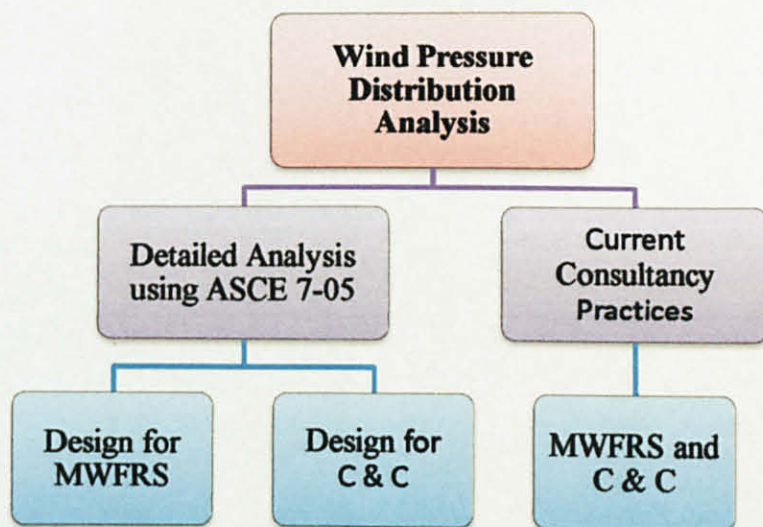 Wind Pressure
Distribution
Analysis
Detailed Analysis
using ASCE 7-05
Current
Consultancy
Practices
Design for
MWFRS
Design for
C & C
MWFRS and
C & C